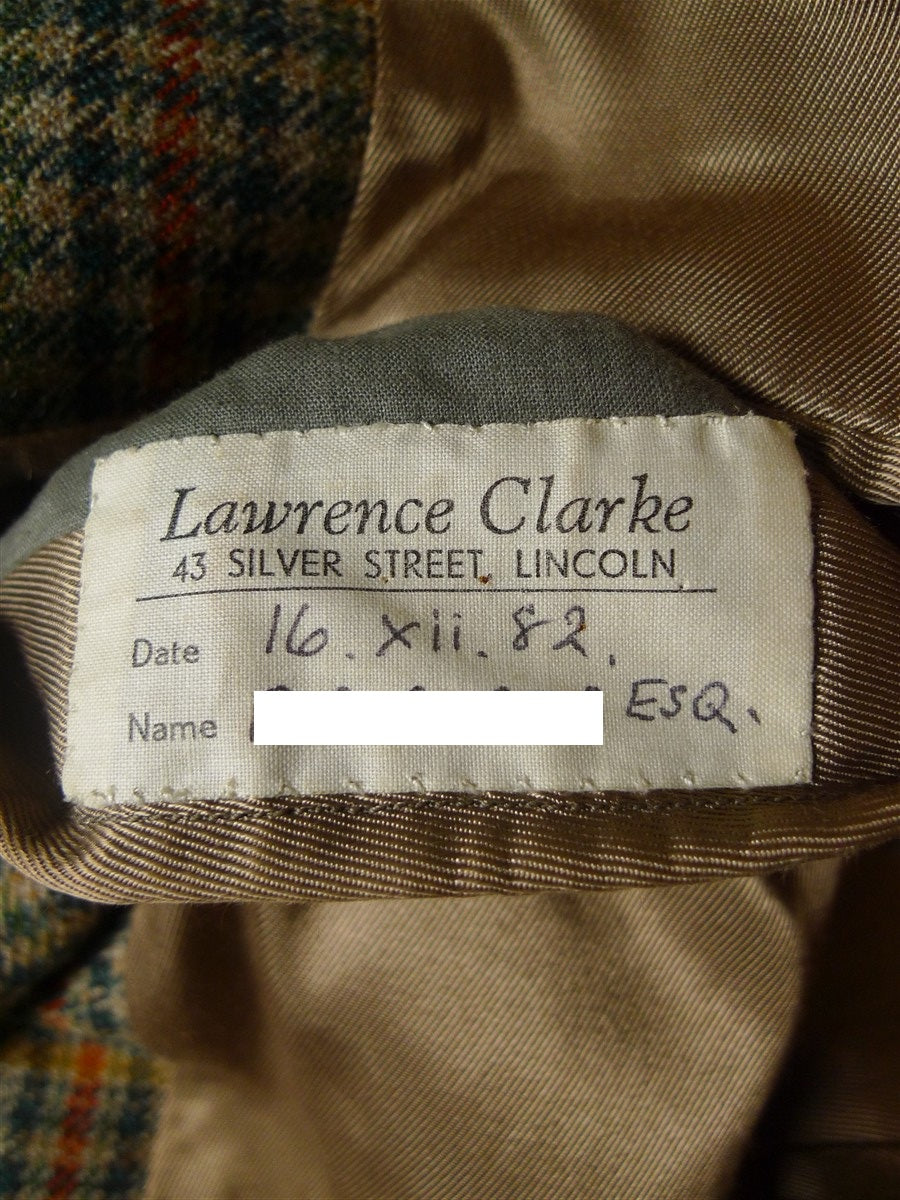 Lawrence Clarke
43 SILVER STREET, LINCOLN
Date 16.xii.82.
Name ESQ.